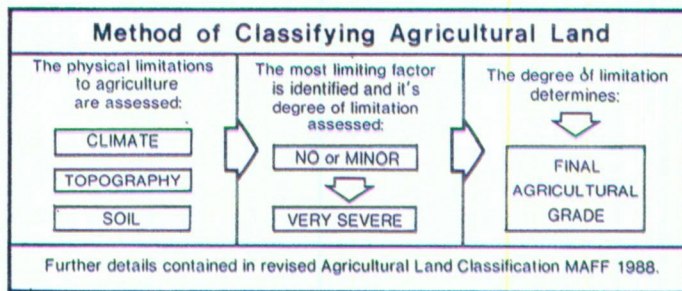 Method of Classifying Agricultural Land
The physical limitations
to agriculture
are assessed:
CLIMATE
TOPOGRAPHY
SOIL
The most limiting factor
is identified and it's
degree of limitation
assessed:
NO or MINOR
VERY SEVERE
The degree of limitation
determines:
FINAL
AGRICULTURAL
GRADE
Further details contained in revised Agricultural Land Classification MAFF 1988.